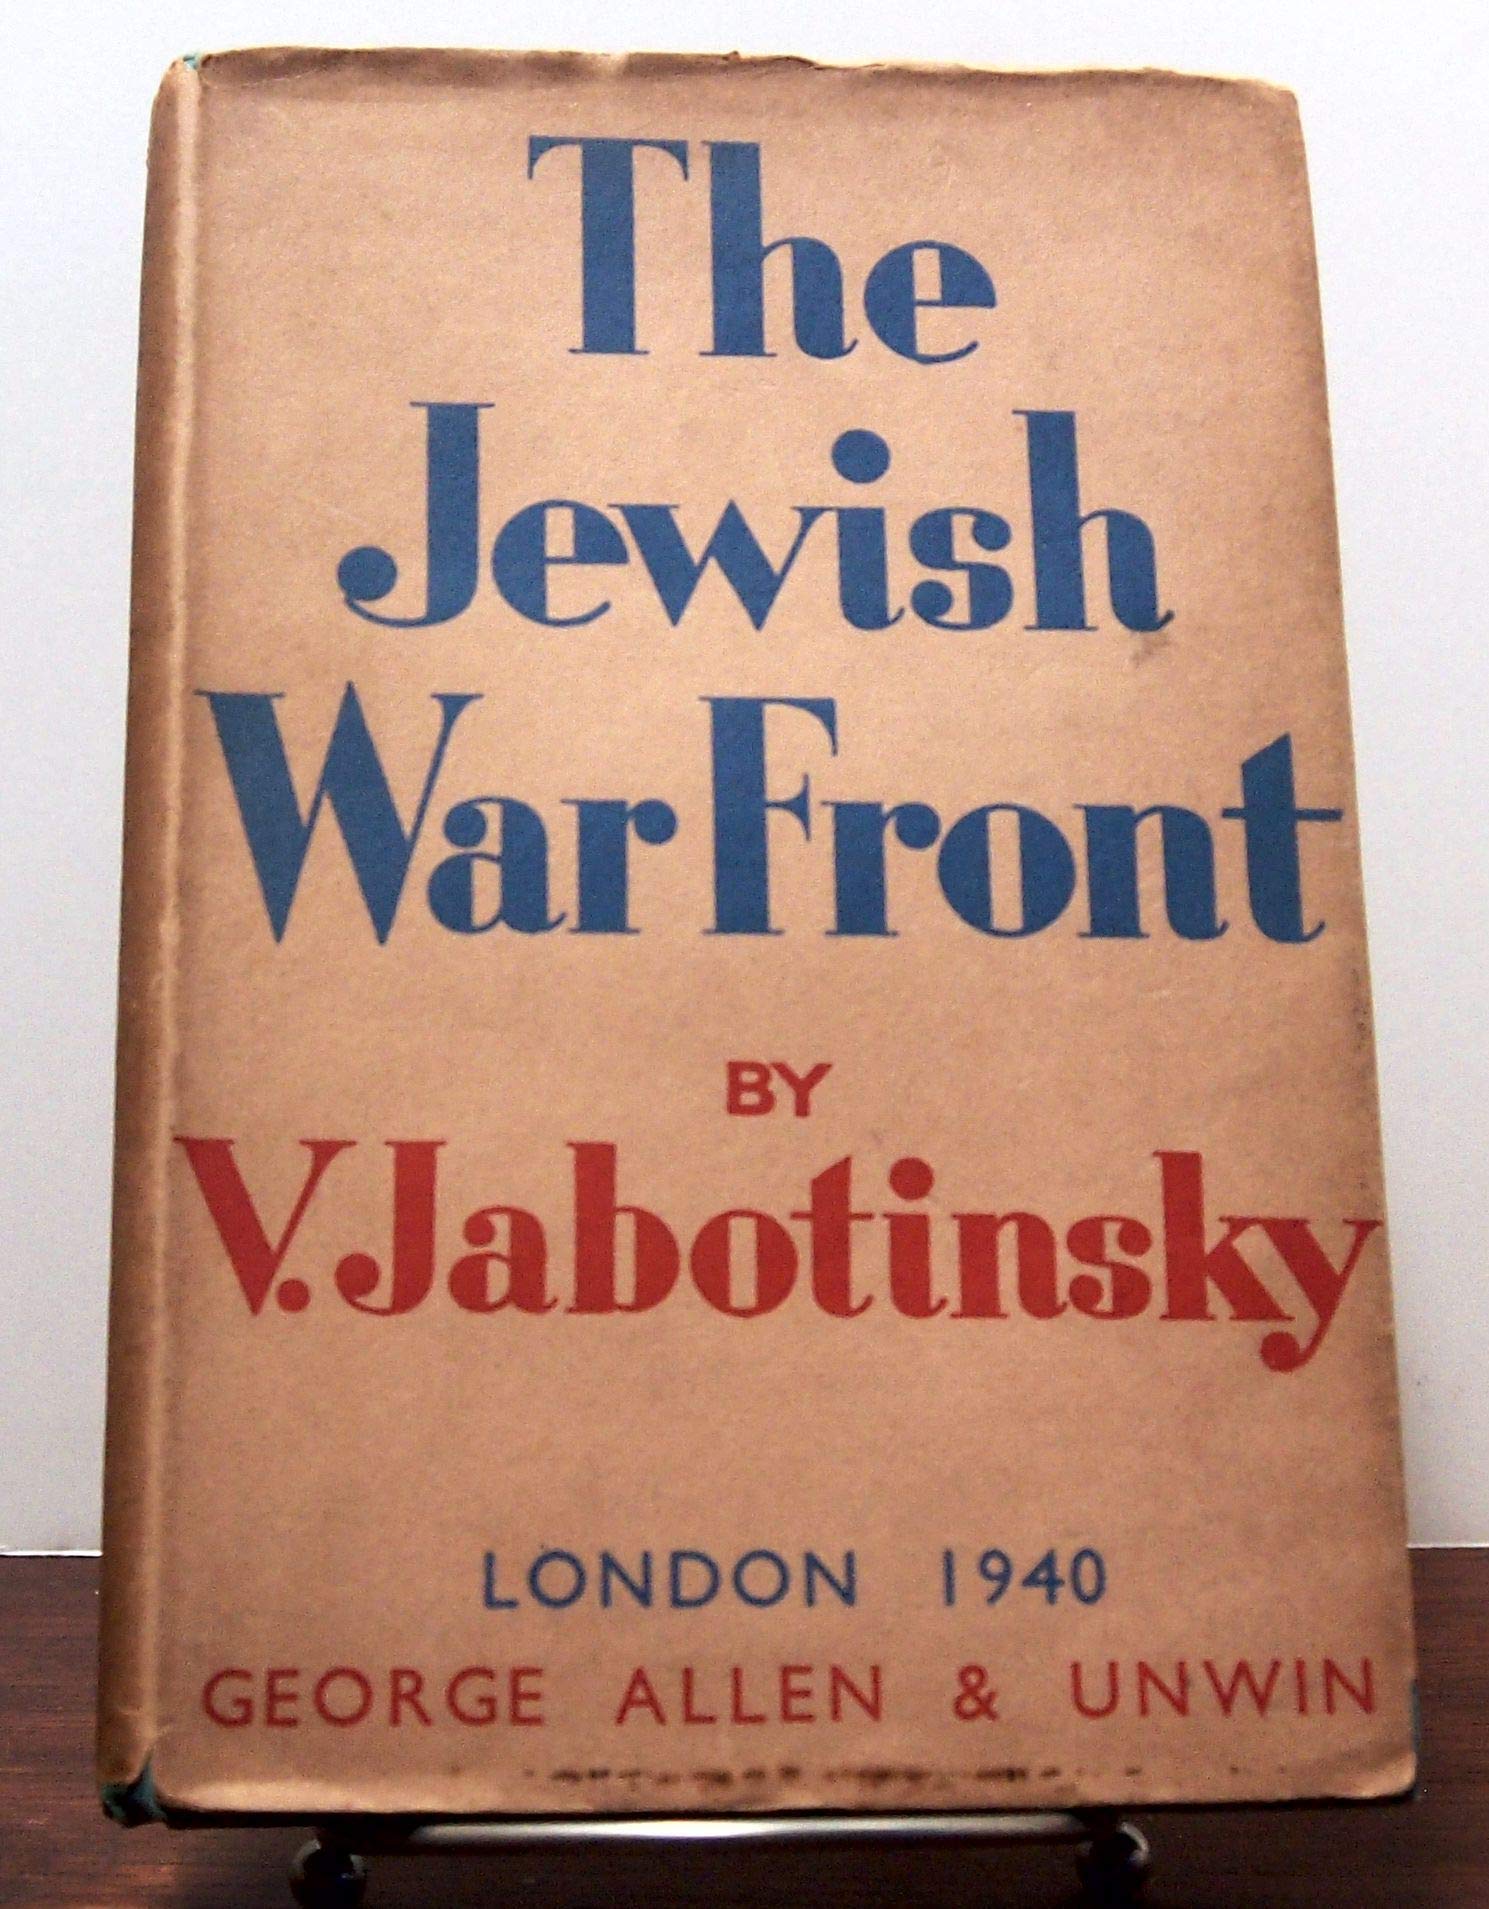 The
Jewish
War Front
BY
V. Jabotinsky
LONDON 1940
GEORGE ALLEN & UNWIN